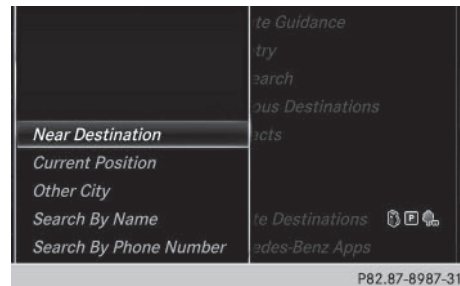 te Guidance
try
earch
ous Destinations
Near Destination
acts
Current Position
Other City
Search By Name
te Destinations P
Search By Phone Number
edes-Benz Apps
P82.87-8987-31